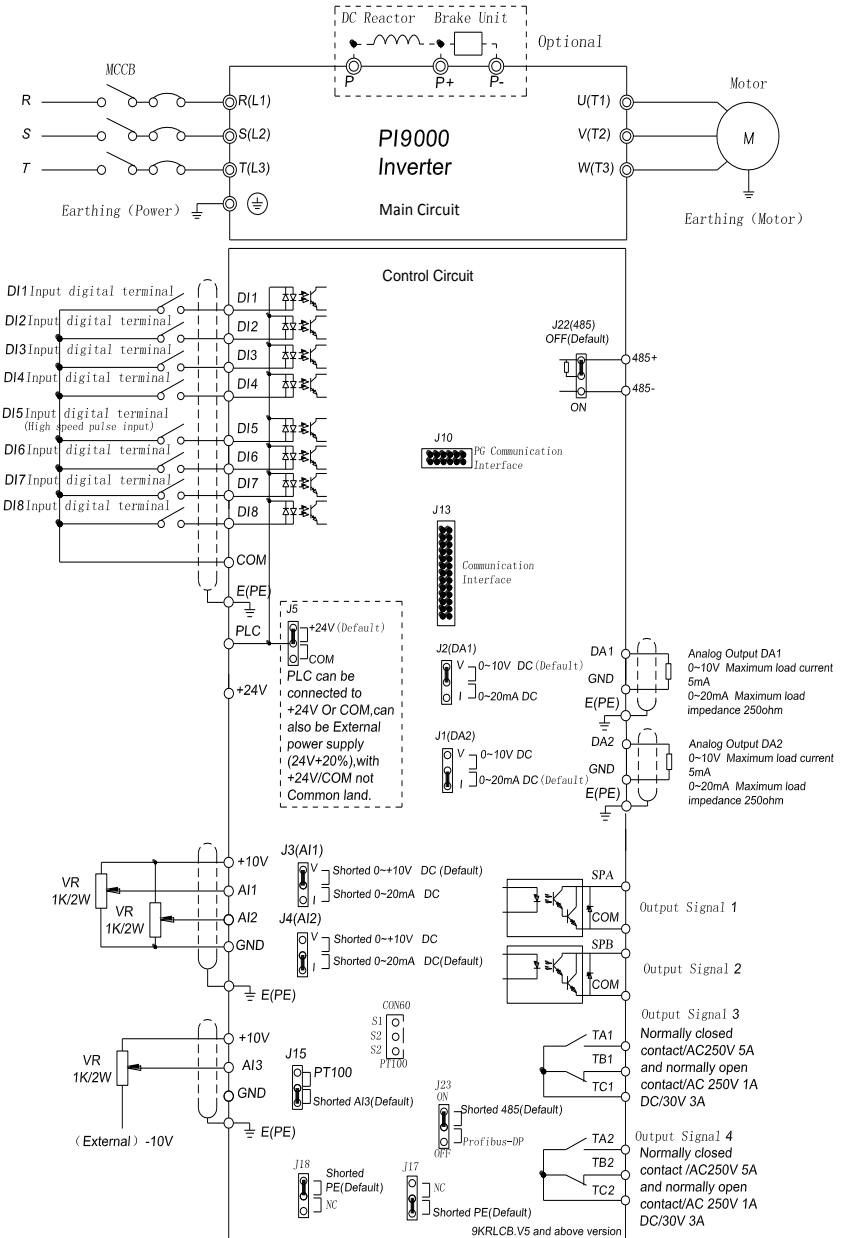 DC Reactor Brake Unit
Optional
P P+ P-
MCCB
Motor
R R(L1) U(T1)
S S(L2) V(T2)
T T(L3) W(T3)
PI9000
Inverter
M
Main Circuit
Earthing (Power)
Earthing (Motor)
Control Circuit
DI1 Input digital terminal DI1
DI2 Input digital terminal DI2
DI3 Input digital terminal DI3
DI4 Input digital terminal DI4
DI5 Input digital terminal DI5
(High speed pulse input)
DI6 Input digital terminal DI6
DI7 Input digital terminal DI7
DI8 Input digital terminal DI8
COM
E(PE)
J22(485)
OFF(Default)
485+
485-
ON
J10
PG Communication
Interface
J13
Communication
Interface
PLC
+24V
J5
+24V (Default)
COM
PLC can be
connected to
+24V Or COM,can
also be External
power supply
(24V+20%),with
+24V/COM not
Common land.
J2(DA1)
V 0~10V DC (Default)
I 0~20mA DC
J1(DA2)
V 0~10V DC
I 0~20mA DC (Default)
DA1
GND
E(PE)
Analog Output DA1
0~10V Maximum load current
5mA
0~20mA Maximum load
impedance 250ohm
DA2
GND
E(PE)
Analog Output DA2
0~10V Maximum load current
5mA
0~20mA Maximum load
impedance 250ohm
VR
1K/2W
VR
1K/2W
+10V
AI1
AI2
GND
E(PE)
J3(AI1)
V Shorted 0~+10V DC (Default)
I Shorted 0~20mA DC
J4(AI2)
V Shorted 0~+10V DC
I Shorted 0~20mA DC(Default)
SPA
COM
Output Signal 1
SPB
COM
Output Signal 2
CON60
S1
S2
S2
PT100
VR
1K/2W
(External) -10V
+10V
AI3
GND
E(PE)
J15
PT100
Shorted AI3(Default)
J23
ON
Shorted 485(Default)
Profibus-DP
OFF
J18
Shorted
PE(Default)
NC
J17
NC
Shorted PE(Default)
TA1
TB1
TC1
Output Signal 3
Normally closed
contact/AC250V 5A
and normally open
contact/AC 250V 1A
DC/30V 3A
TA2
TB2
TC2
Output Signal 4
Normally closed
contact /AC250V 5A
and normally open
contact/AC 250V 1A
DC/30V 3A
9KRLCB.V5 and above version